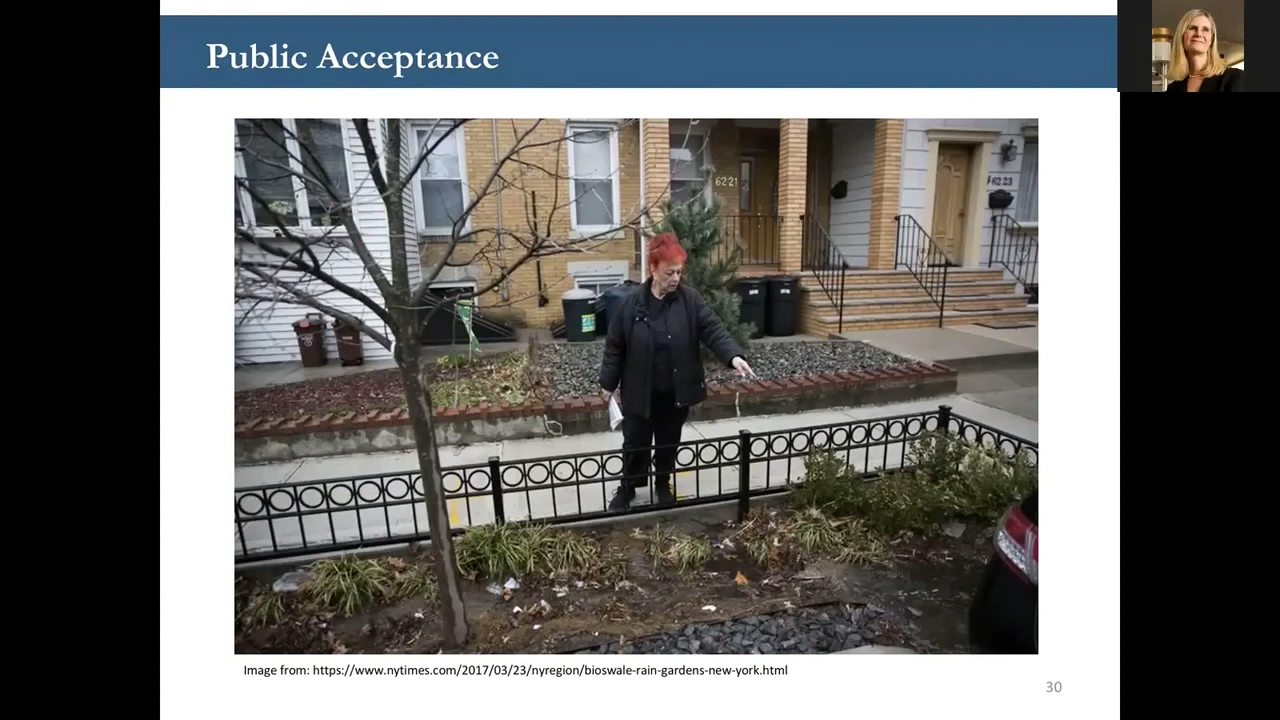 Public Acceptance
6221
6223
Image from: https://www.nytimes.com/2017/03/23/nyregion/bioswale-rain-gardens-new-york.html
30